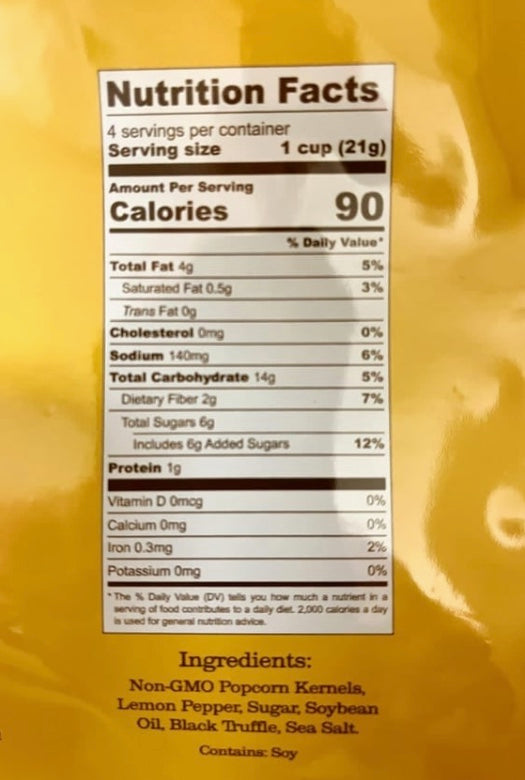 Nutrition Facts
4 servings per container
Serving size 1 cup (21g)
Amount Per Serving
Calories 90
% Daily Value*
Total Fat 4g 5%
Saturated Fat 0.5g 3%
Trans Fat 0g
Cholesterol 0mg 0%
Sodium 140mg 6%
Total Carbohydrate 14g 5%
Dietary Fiber 2g 7%
Total Sugars 6g
Includes 6g Added Sugars 12%
Protein 1g
Vitamin D 0mcg 0%
Calcium 0mg 0%
Iron 0.3mg 2%
Potassium 0mg 0%
* The % Daily Value (DV) tells you how much a nutrient in a
serving of food contributes to a daily diet. 2,000 calories a day
is used for general nutrition advice.
Ingredients:
Non-GMO Popcorn Kernels,
Lemon Pepper, Sugar, Soybean
Oil, Black Truffle, Sea Salt.
Contains: Soy